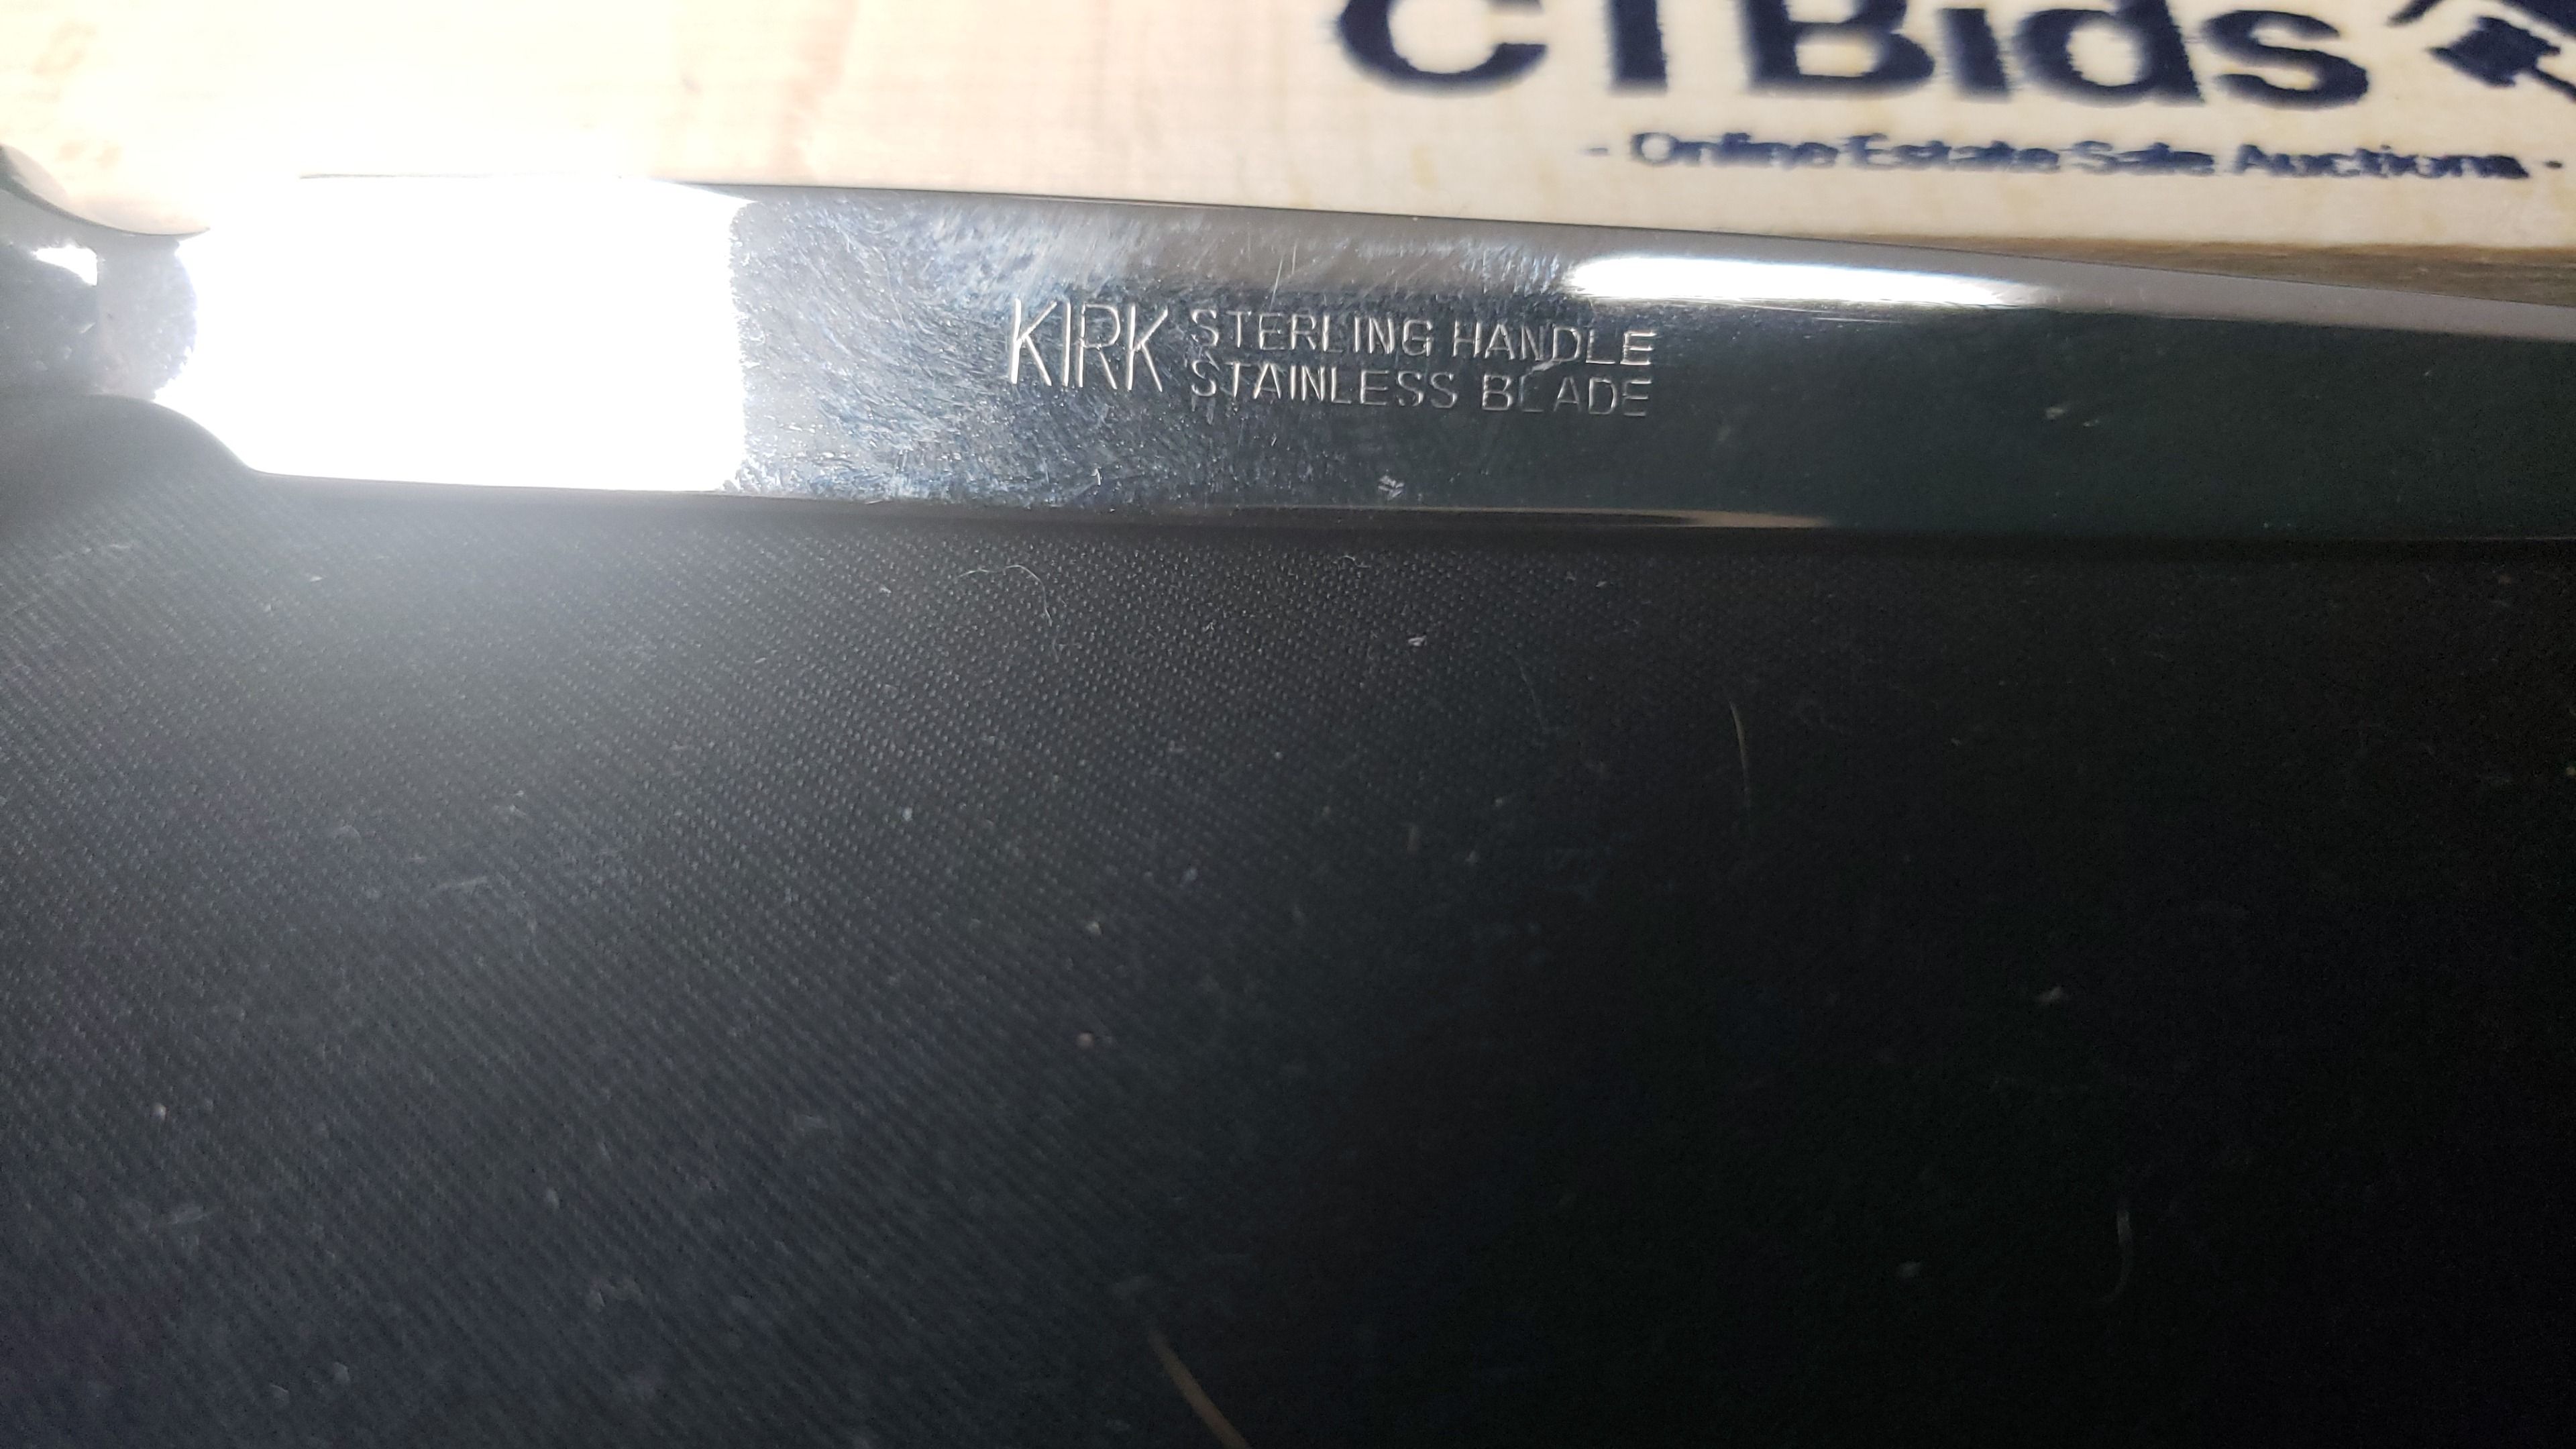 CTBids
- Online Estate Sale Auctions -
KIRK STERLING HANDLE
STAINLESS BLADE